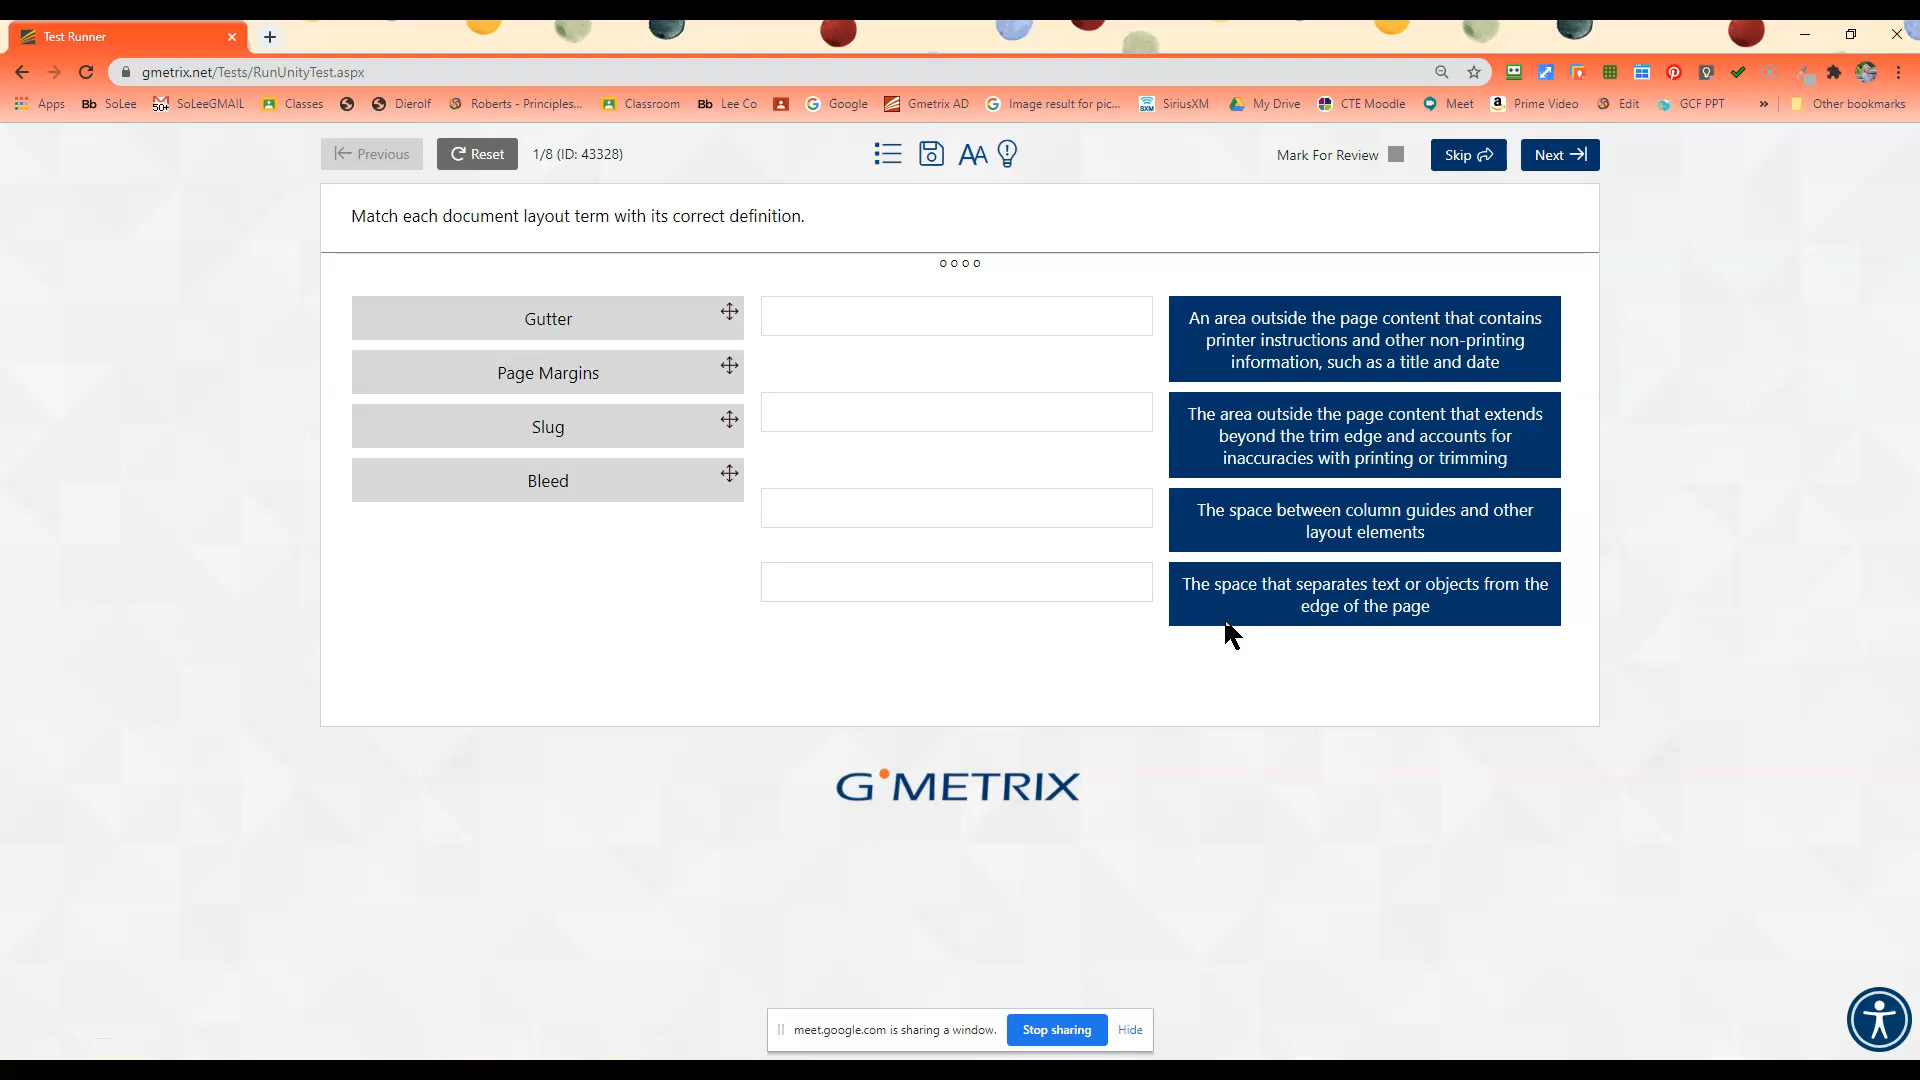 Test Runner
gmetrix.net/Tests/RunUnityTest.aspx
Apps
Bb SoLee
50+ SoLeeGMAIL
Classes
Dierolf
Roberts - Principles...
Classroom
Bb Lee Co
Google
Gmetrix AD
Image result for pic...
SXM SiriusXM
My Drive
CTE Moodle
Meet
a Prime Video
Edit
GCF PPT
»
Other bookmarks
Previous
Reset
1/8 (ID: 43328)
AA
Mark For Review
Skip
Next
Match each document layout term with its correct definition.
Gutter
Page Margins
Slug
Bleed
An area outside the page content that contains
printer instructions and other non-printing
information, such as a title and date
The area outside the page content that extends
beyond the trim edge and accounts for
inaccuracies with printing or trimming
The space between column guides and other
layout elements
The space that separates text or objects from the
edge of the page
GMETRIX
meet.google.com is sharing a window.
Stop sharing
Hide